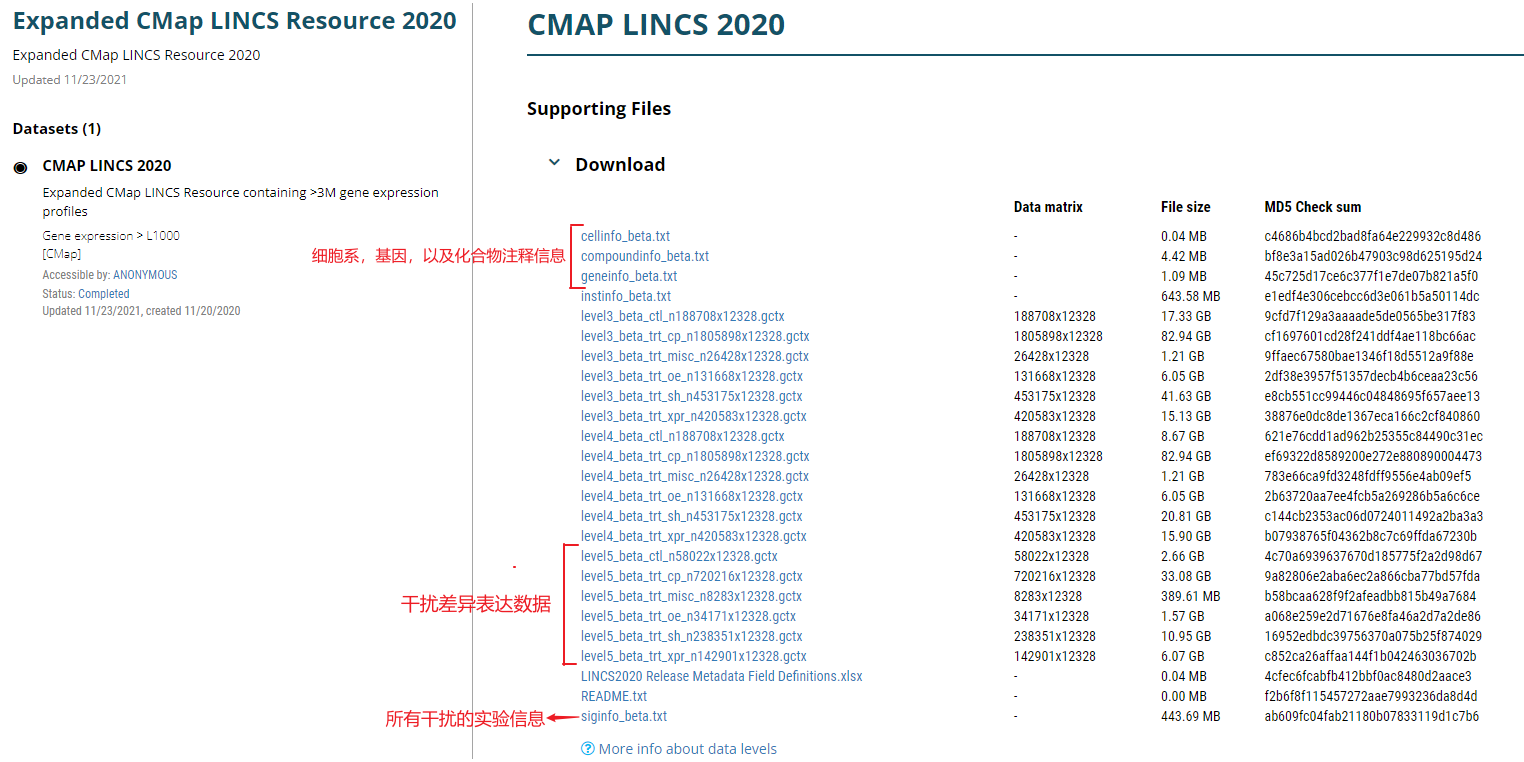 Expanded CMap LINCS Resource 2020
Expanded CMap LINCS Resource 2020
Updated 11/23/2021
Datasets (1)
CMAP LINCS 2020
Expanded CMap LINCS Resource containing >3M gene expression
profiles
Gene expression > L1000
[CMap]
Accessible by: ANONYMOUS
Status: Completed
Updated 11/23/2021, created 11/20/2020
CMAP LINCS 2020
Supporting Files
Download
Data matrix File size MD5 Check sum
细胞系，基因，以及化合物注释信息
cellinfo_beta.txt - 0.04 MB c4686b4bcd2bad8fa64e229932c8d486
compoundinfo_beta.txt - 4.42 MB bf8e3a15ad026b47903c98d625195d24
geneinfo_beta.txt - 1.09 MB 45c725d17ce6c377f1e7de07b821a5f0
instinfo_beta.txt - 643.58 MB e1edf4e306cebcc6d3e061b5a50114dc
level3_beta_ctl_n188708x12328.gctx 188708x12328 17.33 GB 9cfd7f129a3aaaade5de0565be317f83
level3_beta_trt_cp_n1805898x12328.gctx 1805898x12328 82.94 GB cf1697601cd28f241ddf4ae118bc66ac
level3_beta_trt_misc_n26428x12328.gctx 26428x12328 1.21 GB 9ffaec67580bae1346f18d5512a9f88e
level3_beta_trt_oe_n131668x12328.gctx 131668x12328 6.05 GB 2df38e3957f51357decb4b6ceaa23c56
level3_beta_trt_sh_n453175x12328.gctx 453175x12328 41.63 GB e8cb551cc99446c04848695f657aee13
level3_beta_trt_xpr_n420583x12328.gctx 420583x12328 15.13 GB 38876e0dc8de1367eca166c2cf840860
level4_beta_ctl_n188708x12328.gctx 188708x12328 8.67 GB 621e76cdd1ad962b25355c84490c31ec
level4_beta_trt_cp_n1805898x12328.gctx 1805898x12328 82.94 GB ef69322d8589200e272e880890004473
level4_beta_trt_misc_n26428x12328.gctx 26428x12328 1.21 GB 783e66ca9fd3248fdff9556e4ab09ef5
level4_beta_trt_oe_n131668x12328.gctx 131668x12328 6.05 GB 2b63720aa7ee4fcb5a269286b5a6c6ce
level4_beta_trt_sh_n453175x12328.gctx 453175x12328 20.81 GB c144cb2353ac06d0724011492a2ba3a3
level4_beta_trt_xpr_n420583x12328.gctx 420583x12328 15.90 GB b07938765f04362b8c7c69ffda67230b
干扰差异表达数据
level5_beta_ctl_n58022x12328.gctx 58022x12328 2.66 GB 4c70a6939637670d185775f2a2d98d67
level5_beta_trt_cp_n720216x12328.gctx 720216x12328 33.08 GB 9a82806e2aba6ec2a866cba77bd57fda
level5_beta_trt_misc_n8283x12328.gctx 8283x12328 389.61 MB b58bcaa628f9f2afeadbb815b49a7684
level5_beta_trt_oe_n34171x12328.gctx 34171x12328 1.57 GB a068e259e2d71676e8fa46a2d7a2de86
level5_beta_trt_sh_n238351x12328.gctx 238351x12328 10.95 GB 16952edbdc39756370a075b25f874029
level5_beta_trt_xpr_n142901x12328.gctx 142901x12328 6.07 GB c852ca26affaa144f1b042463036702b
LINCS2020 Release Metadata Field Definitions.xlsx - 0.04 MB 4cfec6fcabfb412bbf0ac8480d2aace3
README.txt - 0.00 MB f2b6f8f115457272aae7993236da8d4d
所有干扰的实验信息
siginfo_beta.txt - 443.69 MB ab609fc04fab21180b07833119d1c7b6
? More info about data levels